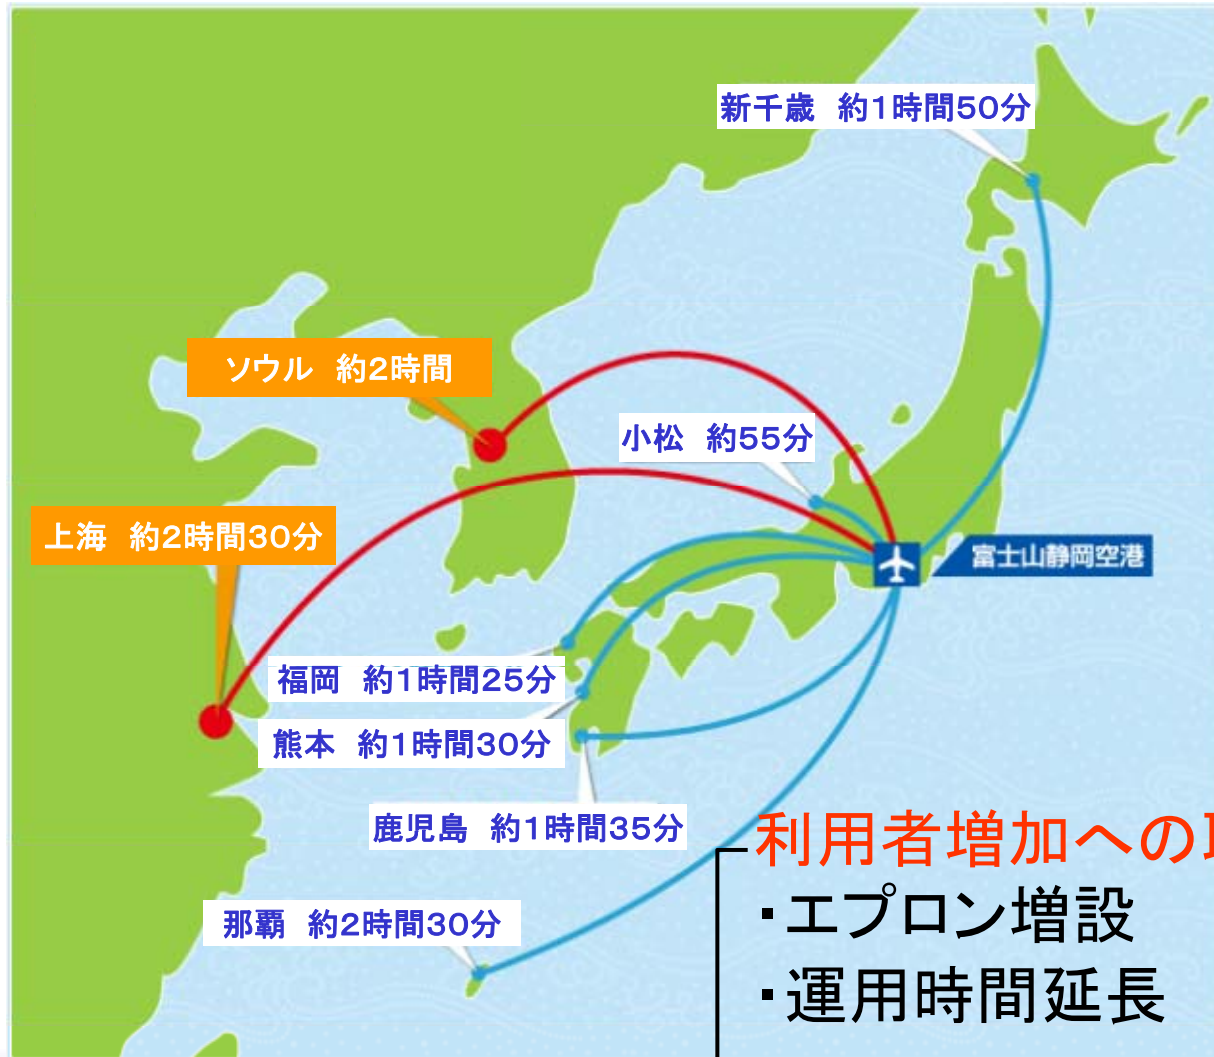 新千歳　約1時間50分
ソウル　約2時間
小松　約55分
上海　約2時間30分
富士山静岡空港
福岡　約1時間25分
熊本　約1時間30分
鹿児島　約1時間35分
利用者増加への
・エプロン増設
那覇　約2時間30分
・運用時間延長